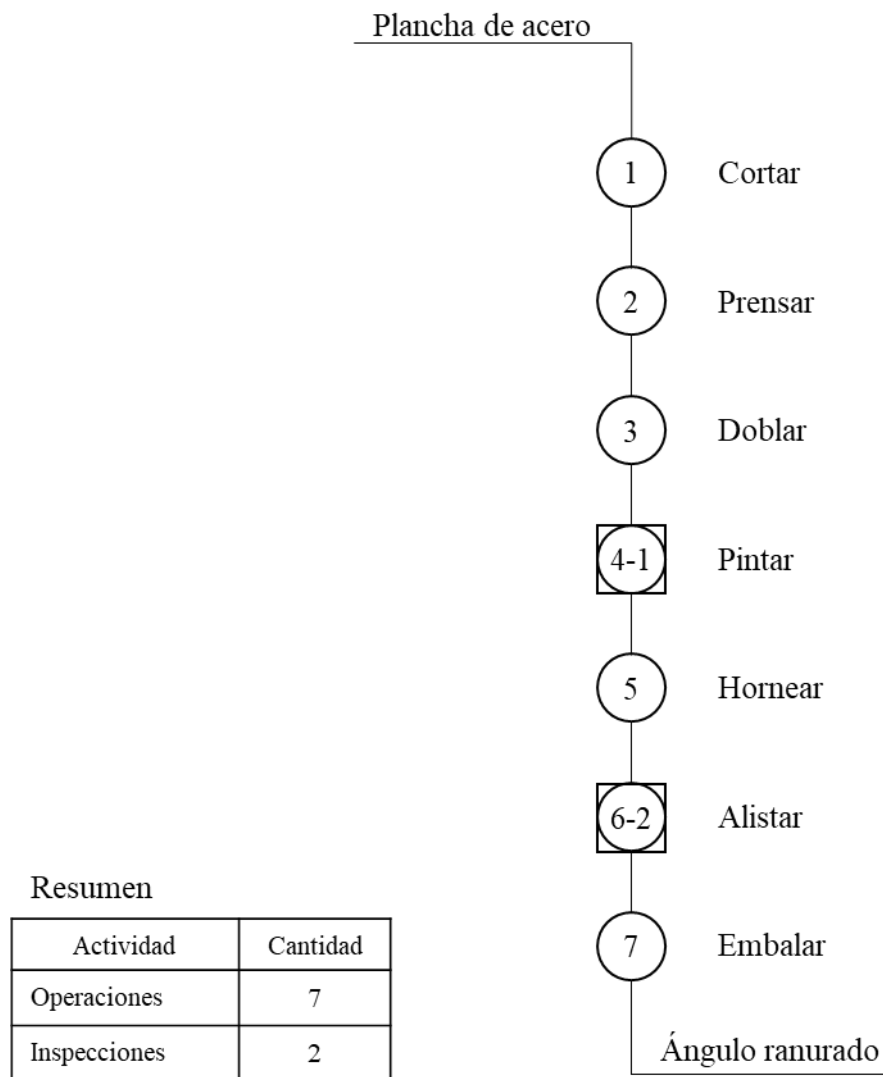 Plancha de acero
1 Cortar
2 Prensar
3 Doblar
4-1 Pintar
5 Hornear
6-2 Alistar
7 Embalar
Ángulo ranurado
Resumen
Actividad Cantidad
Operaciones 7
Inspecciones 2